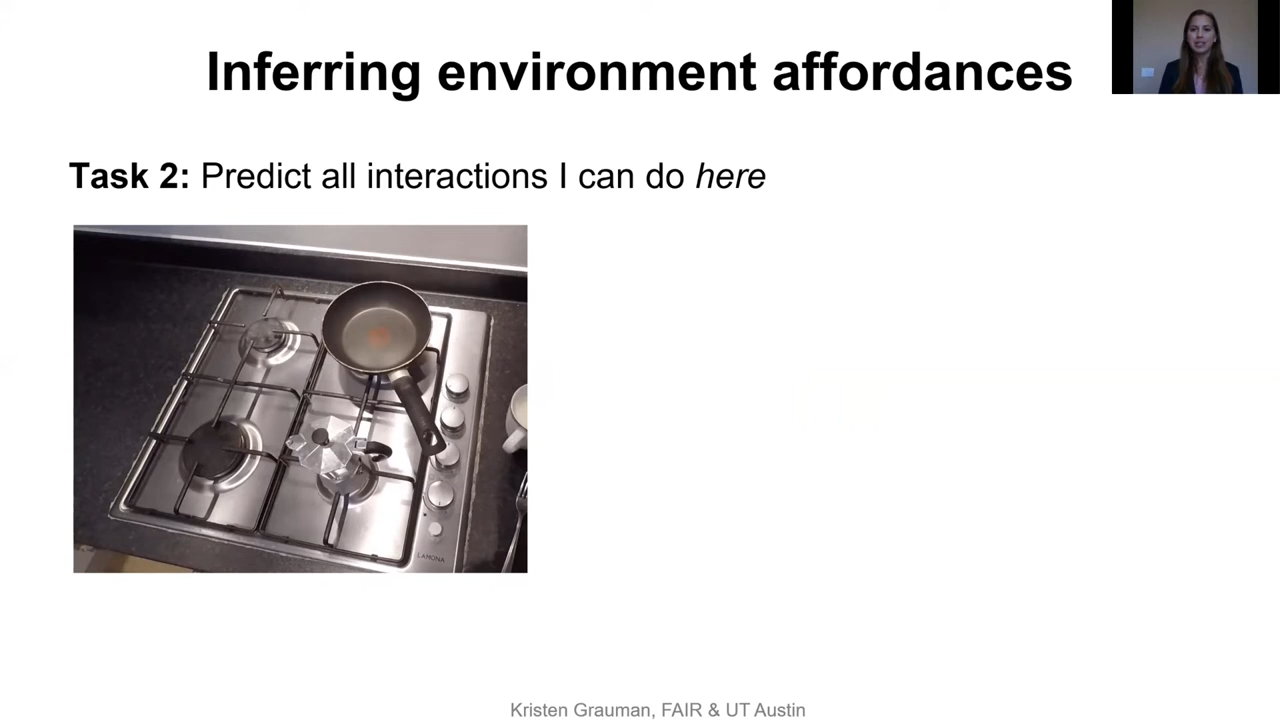 Inferring environment affordances
Task 2: Predict all interactions I can do here
LAMONA
Kristen Grauman, FAIR & UT Austin